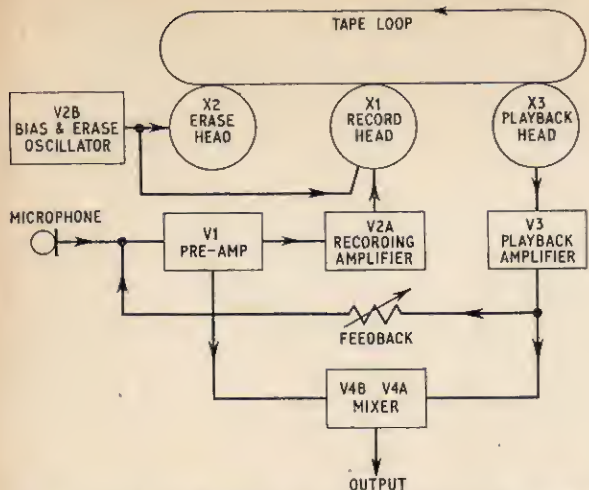 TAPE LOOP
V2B
BIAS & ERASE
OSCILLATOR
X2
ERASE
HEAD
X1
RECORD
HEAD
X3
PLAYBACK
HEAD
MICROPHONE
V1
PRE-AMP
V2A
RECORDING
AMPLIFIER
V3
PLAYBACK
AMPLIFIER
FEEDBACK
V4B V4A
MIXER
OUTPUT